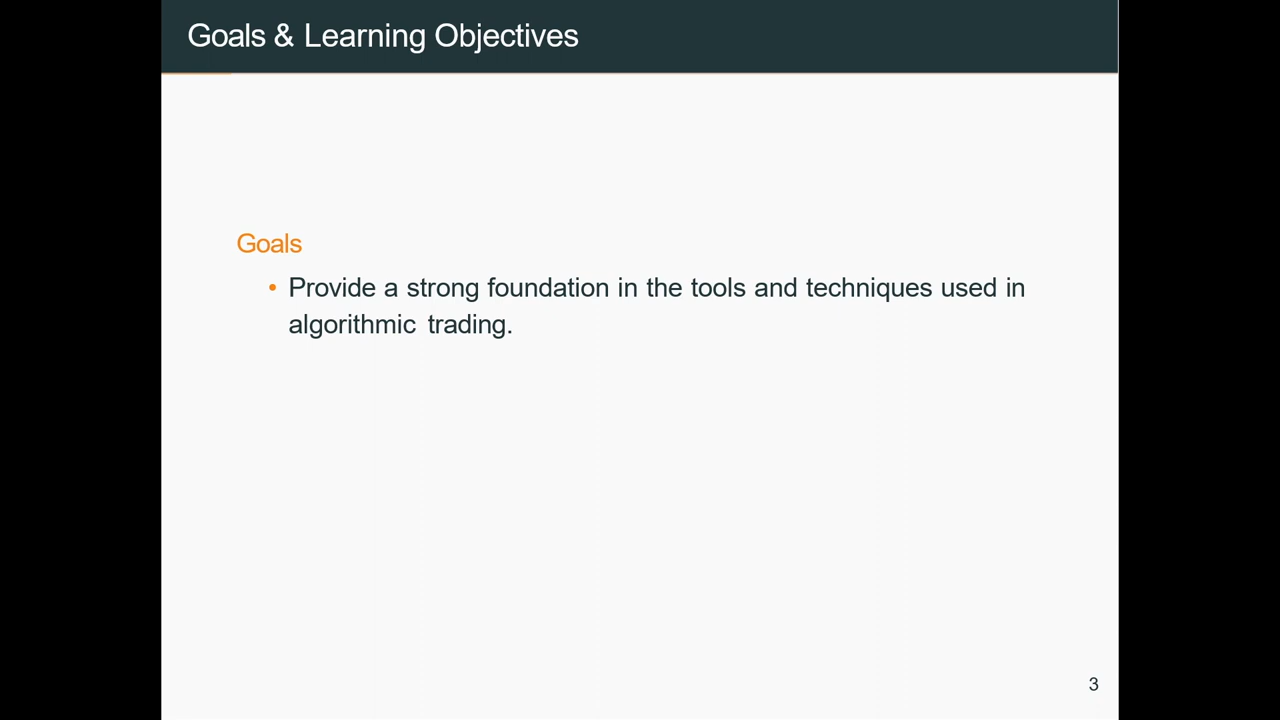 Goals & Learning Objectives
Goals
• Provide a strong foundation in the tools and techniques used in
algorithmic trading.
3